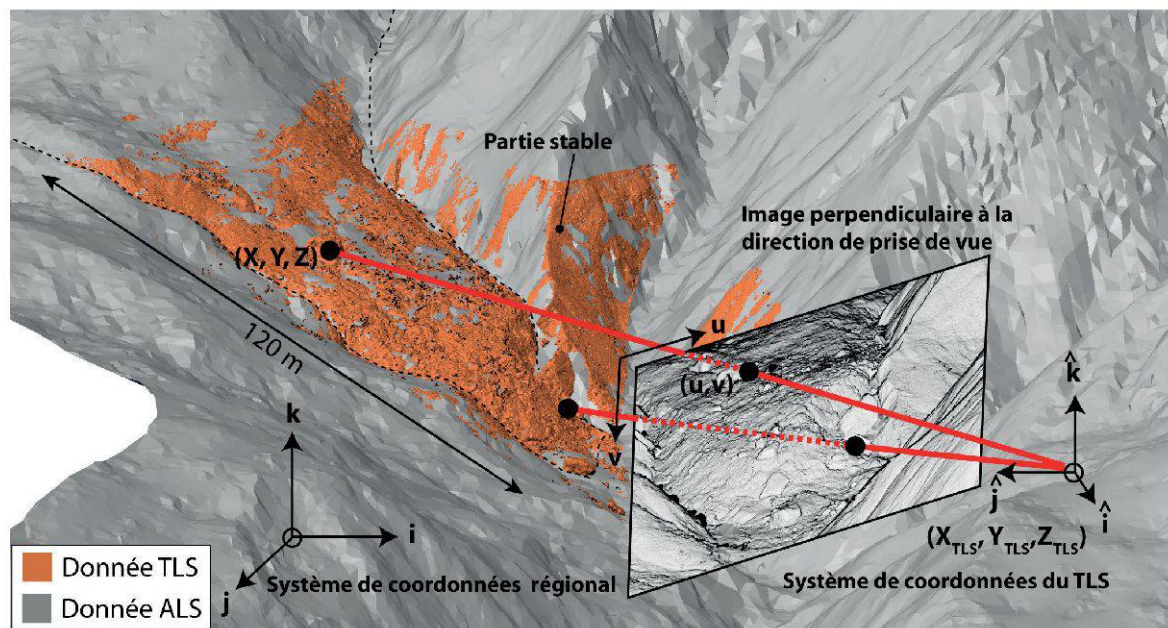 Partie stable
Image perpendiculaire à la
direction de prise de vue
(X, Y, Z)
u
(u,v)
v
120 m
k
i
j
k̂
ĵ
î
(X_TLS, Y_TLS,Z_TLS)
Système de coordonnées régional
Système de coordonnées du TLS
Donnée TLS
Donnée ALS